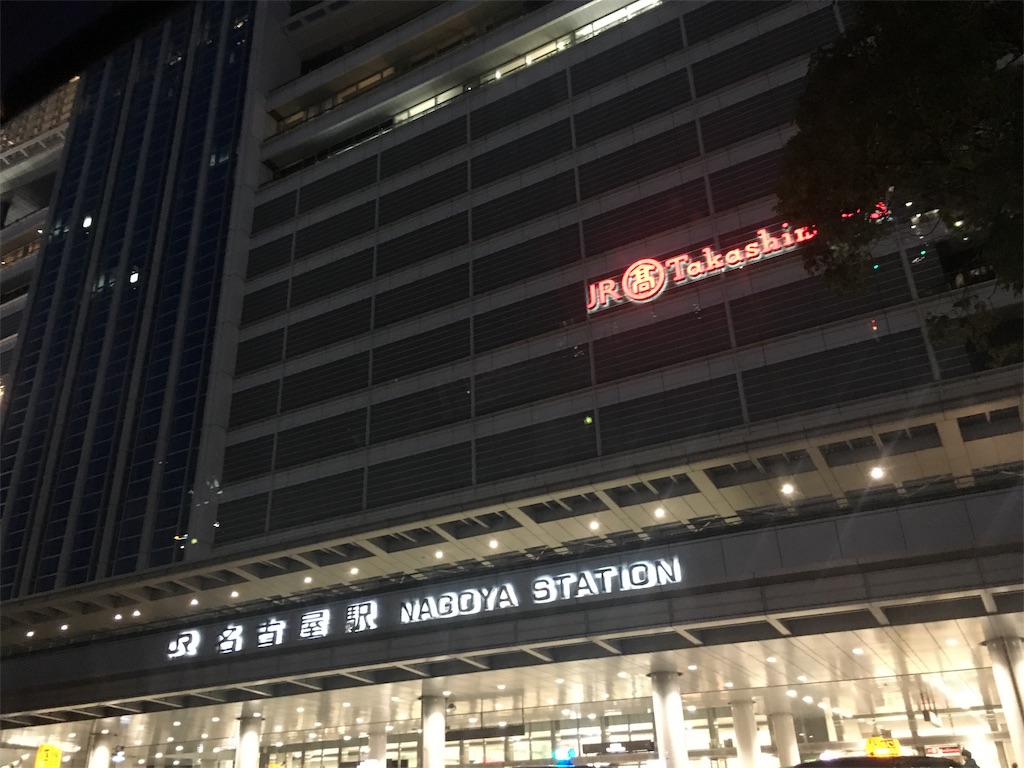 JR 髙 Takashi
JR 名古屋駅 NAGOYA STATION